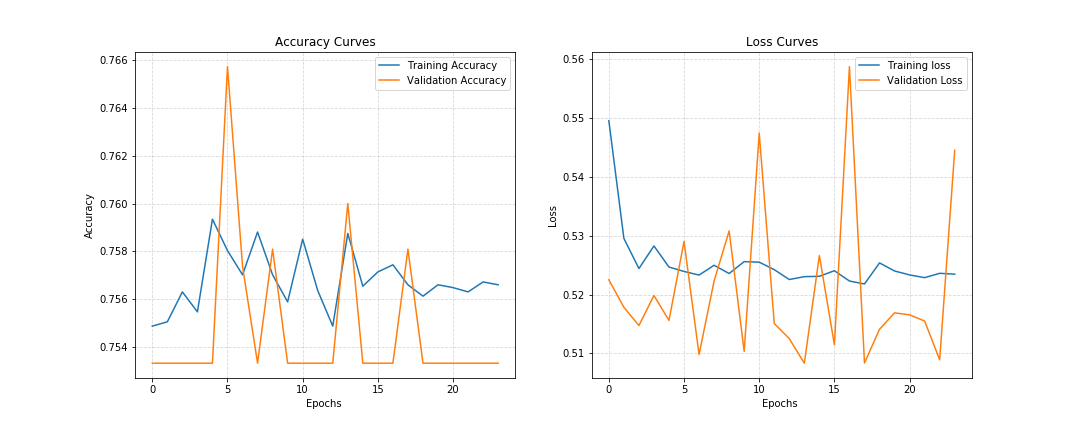 Accuracy Curves
Training Accuracy
Validation Accuracy
0.766
0.764
0.762
0.760
0.758
0.756
0.754
Accuracy
0 5 10 15 20
Epochs
Loss Curves
Training loss
Validation Loss
0.56
0.55
0.54
0.53
0.52
0.51
Loss
0 5 10 15 20
Epochs